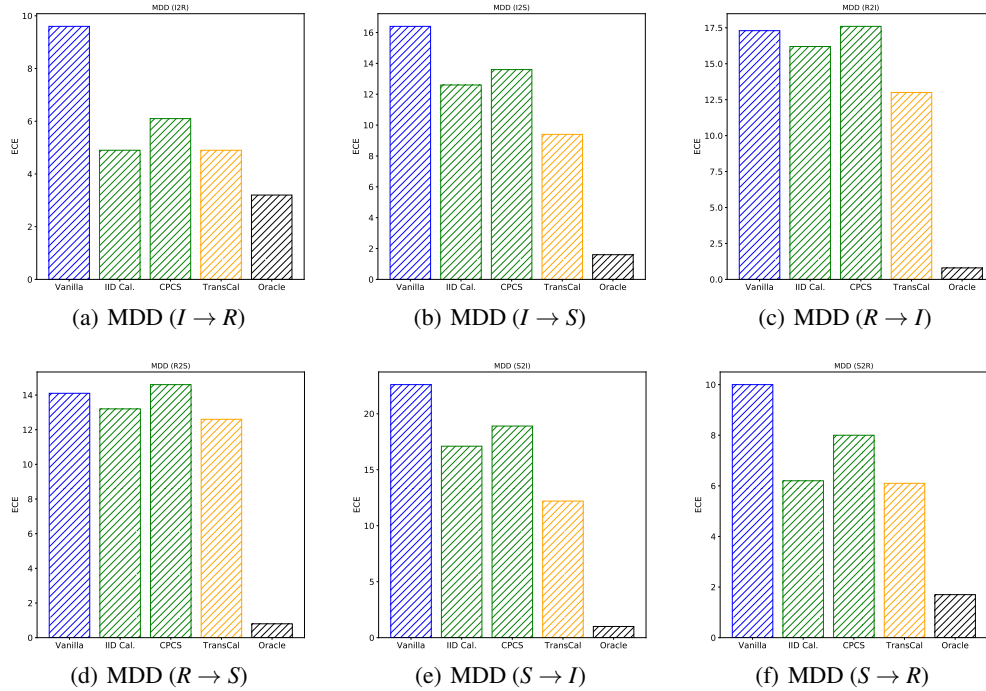 MDD (I2R)
10
8
6
4
2
0
ECE
Vanilla IID Cal. CPCS TransCal Oracle
(a) MDD (I → R)
MDD (I2S)
16
14
12
10
8
6
4
2
0
ECE
Vanilla IID Cal. CPCS TransCal Oracle
(b) MDD (I → S)
MDD (R2I)
17.5
15.0
12.5
10.0
7.5
5.0
2.5
0.0
ECE
Vanilla IID Cal. CPCS TransCal Oracle
(c) MDD (R → I)
MDD (R2S)
14
12
10
8
6
4
2
0
ECE
Vanilla IID Cal. CPCS TransCal Oracle
(d) MDD (R → S)
MDD (S2I)
20
15
10
5
0
ECE
Vanilla IID Cal. CPCS TransCal Oracle
(e) MDD (S → I)
MDD (S2R)
10
8
6
4
2
0
ECE
Vanilla IID Cal. CPCS TransCal Oracle
(f) MDD (S → R)